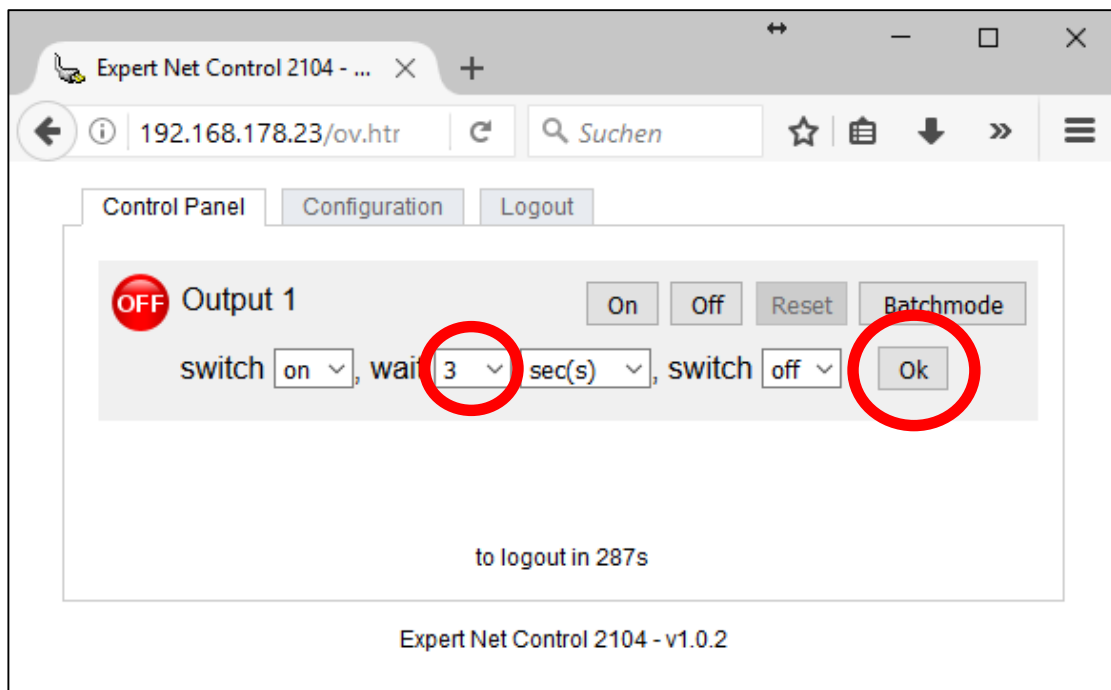 Expert Net Control 2104 - ...
192.168.178.23/ov.htr Suchen
Control Panel Configuration Logout
OFF Output 1 On Off Reset Batchmode
switch on , wait 3 sec(s) , switch off Ok
to logout in 287s
Expert Net Control 2104 - v1.0.2